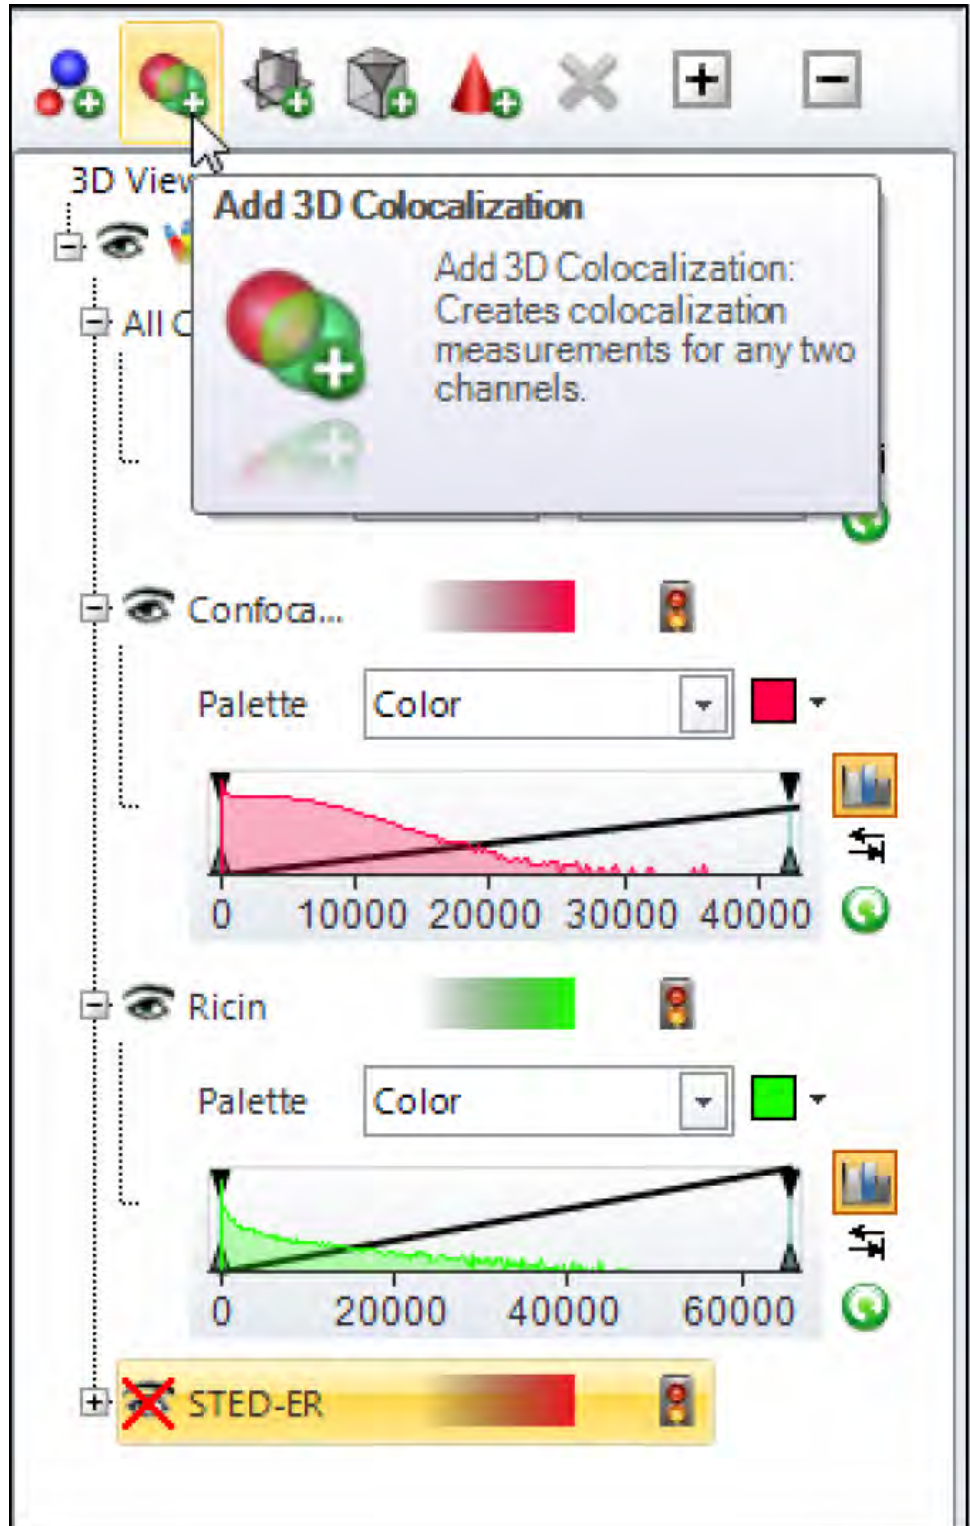 3D View
Add 3D Colocalization
Add 3D Colocalization:
Creates colocalization
measurements for any two
channels.
All C
Confoca...
Palette Color
0 10000 20000 30000 40000
Ricin
Palette Color
0 20000 40000 60000
STED-ER